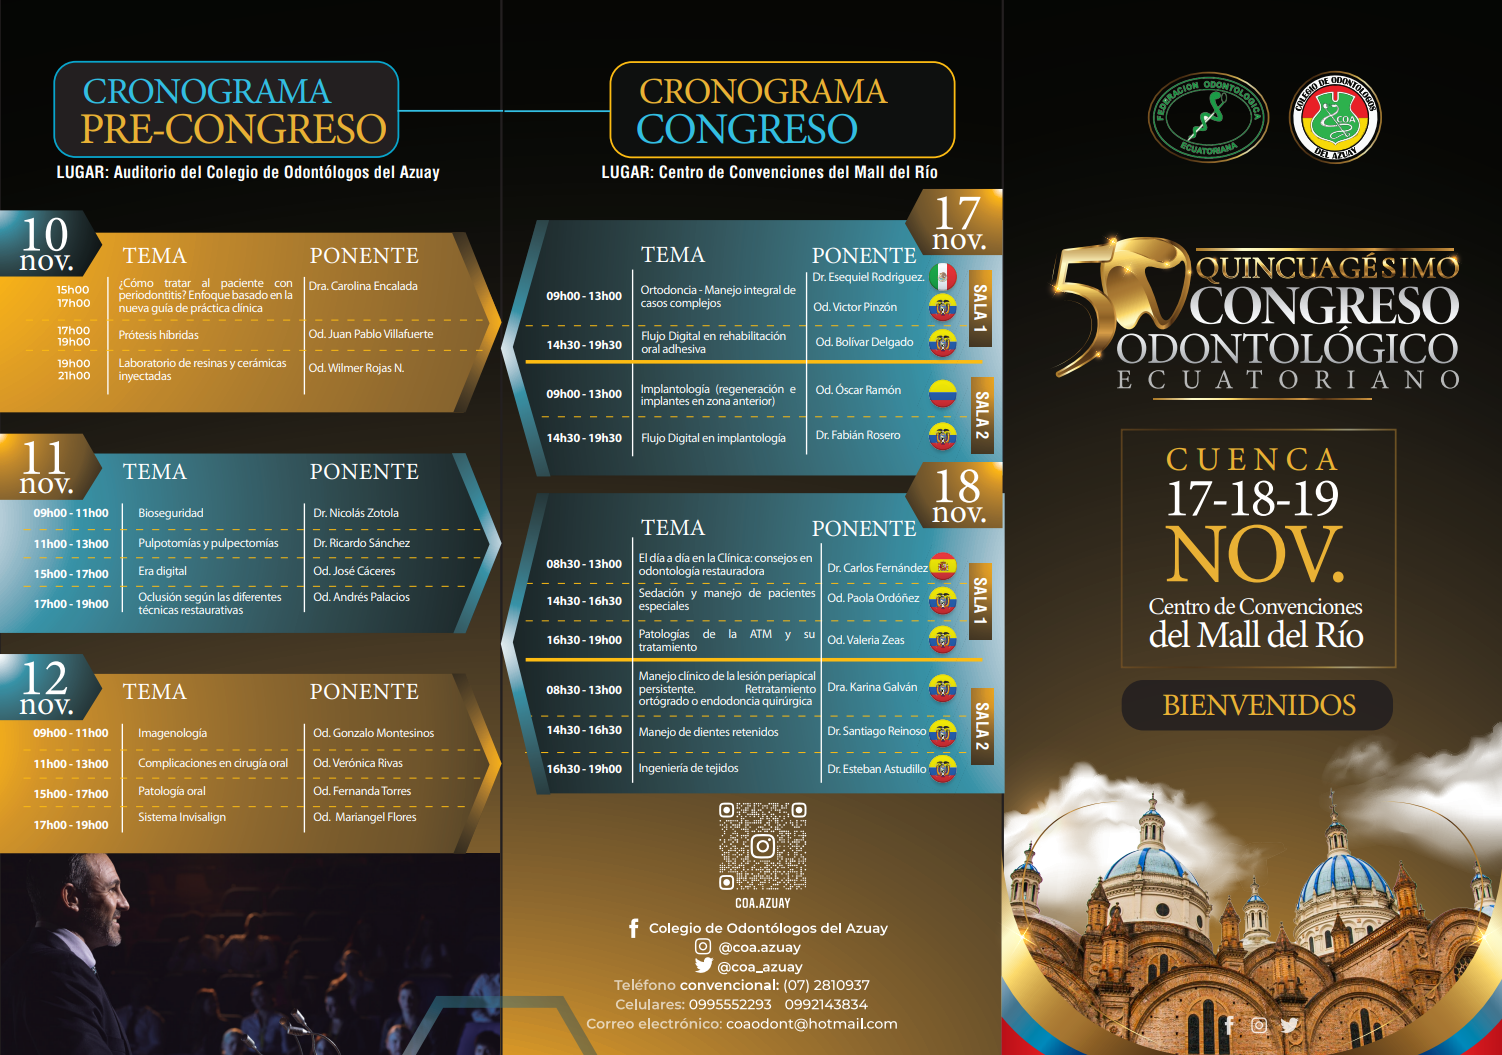 CRONOGRAMA
PRE-CONGRESO
LUGAR: Auditorio del Colegio de Odontólogos del Azuay
10
nov.
TEMA
PONENTE
15h00
17h00
¿Cómo tratar al paciente con
periodontitis? Enfoque basado en la
nueva guía de práctica clínica
Dra. Carolina Encalada
17h00
19h00
Prótesis híbridas
Od. Juan Pablo Villafuerte
19h00
21h00
Laboratorio de resinas y cerámicas
inyectadas
Od. Wilmer Rojas N.
11
nov.
TEMA
PONENTE
09h00 - 11h00
Bioseguridad
Dr. Nicolás Zotola
11h00 - 13h00
Pulpotomías y pulpectomías
Dr. Ricardo Sánchez
15h00 - 17h00
Era digital
Od. José Cáceres
17h00 - 19h00
Oclusión según las diferentes
técnicas restaurativas
Od. Andrés Palacios
12
nov.
TEMA
PONENTE
09h00 - 11h00
Imagenología
Od. Gonzalo Montesinos
11h00 - 13h00
Complicaciones en cirugía oral
Od. Verónica Rivas
15h00 - 17h00
Patología oral
Od. Fernanda Torres
17h00 - 19h00
Sistema Invisalign
Od. Mariangel Flores
CRONOGRAMA
CONGRESO
LUGAR: Centro de Convenciones del Mall del Río
17
nov.
TEMA
PONENTE
SALA 1
09h00 - 13h00
Ortodoncia - Manejo integral de
casos complejos
Dr. Esequiel Rodriguez.
Od. Victor Pinzón
14h30 - 19h30
Flujo Digital en rehabilitación
oral adhesiva
Od. Bolívar Delgado
SALA 2
09h00 - 13h00
Implantología (regeneración e
implantes en zona anterior)
Od. Óscar Ramón
14h30 - 19h30
Flujo Digital en implantología
Dr. Fabián Rosero
18
nov.
TEMA
PONENTE
SALA 1
08h30 - 13h00
El día a día en la Clínica: consejos en
odontología restauradora
Dr. Carlos Fernández
14h30 - 16h30
Sedación y manejo de pacientes
especiales
Od. Paola Ordóñez
16h30 - 19h00
Patologías de la ATM y su
tratamiento
Od. Valeria Zeas
SALA 2
08h30 - 13h00
Manejo clínico de la lesión periapical
persistente. Retratamiento
ortógrado o endodoncia quirúrgica
Dra. Karina Galván
14h30 - 16h30
Manejo de dientes retenidos
Dr. Santiago Reinoso
16h30 - 19h00
Ingeniería de tejidos
Dr. Esteban Astudillo
COA.AZUAY
Colegio de Odontólogos del Azuay
@coa.azuay
@coa_azuay
Teléfono convencional: (07) 2810937
Celulares: 0995552293 0992143834
Correo electrónico: coaodont@hotmail.com
FEDERACION ODONTOLOGICA
ECUATORIANA
COLEGIO DE ODONTOLOGOS
COA
DEL AZUAY
50
QUINCUAGÉSIMO
CONGRESO
ODONTOLÓGICO
ECUATORIANO
CUENCA
17-18-19
NOV.
Centro de Convenciones
del Mall del Río
BIENVENIDOS